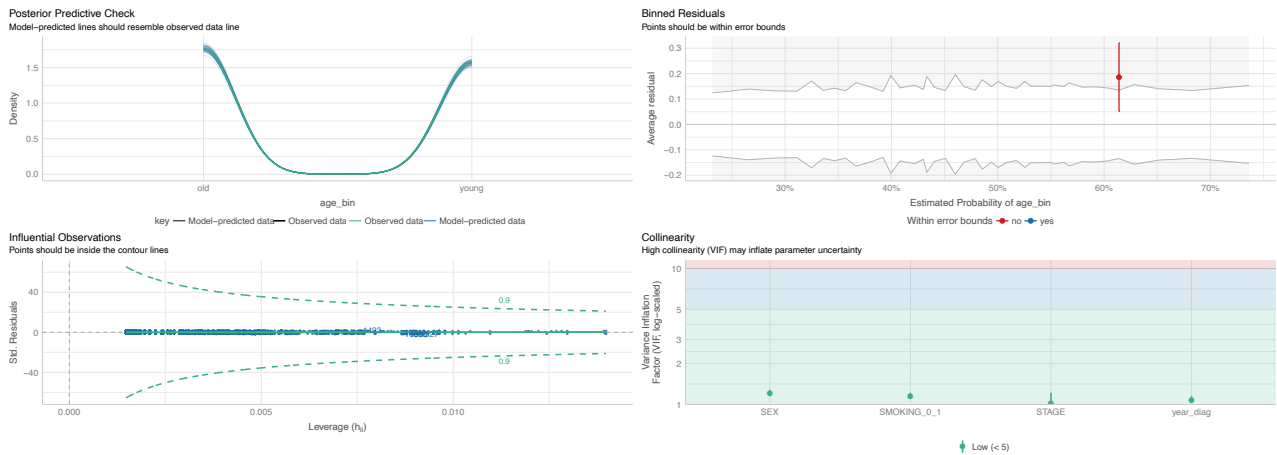 Posterior Predictive Check
Model−predicted lines should resemble observed data line
1.5
1.0
0.5
0.0
Density
old
young
age_bin
key Model−predicted data Observed data Observed data Model−predicted data
Binned Residuals
Points should be within error bounds
0.3
0.2
0.1
0.0
−0.1
−0.2
Average residual
30%
40%
50%
60%
70%
Estimated Probability of age_bin
Within error bounds no yes
Influential Observations
Points should be inside the contour lines
40
0
−40
Std. Residuals
0.9
0.9
0.000
0.005
0.010
Leverage (hii)
Collinearity
High collinearity (VIF) may inflate parameter uncertainty
10
5
3
2
1
Variance Inflation
Factor (VIF, log−scaled)
SEX
SMOKING_0_1
STAGE
year_diag
Low (< 5)